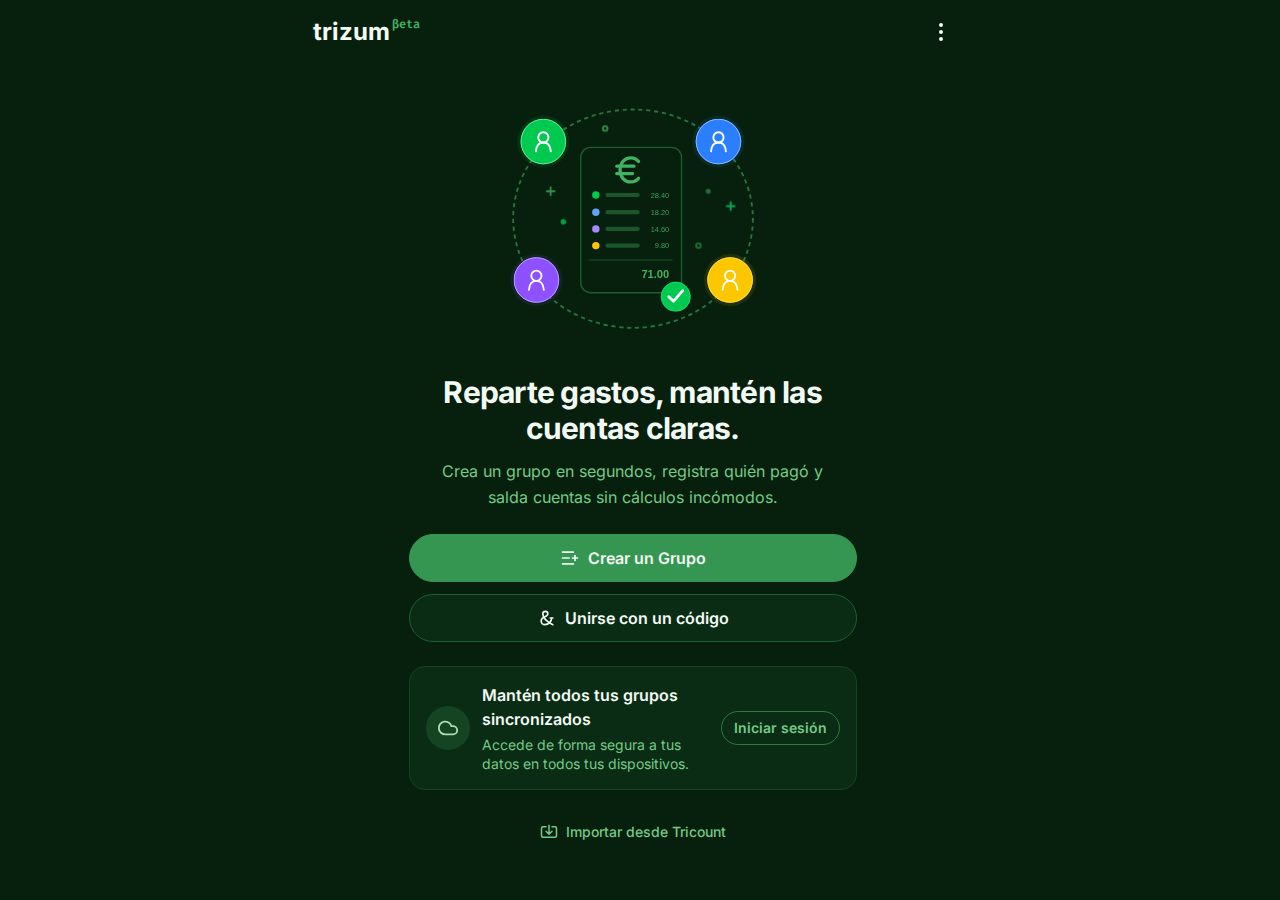 trizum βeta
€
28.40
18.20
14.60
9.80
71.00
Reparte gastos, mantén las
cuentas claras.
Crea un grupo en segundos, registra quién pagó y
salda cuentas sin cálculos incómodos.
Crear un Grupo
& Unirse con un código
Mantén todos tus grupos
sincronizados
Accede de forma segura a tus
datos en todos tus dispositivos.
Iniciar sesión
Importar desde Tricount